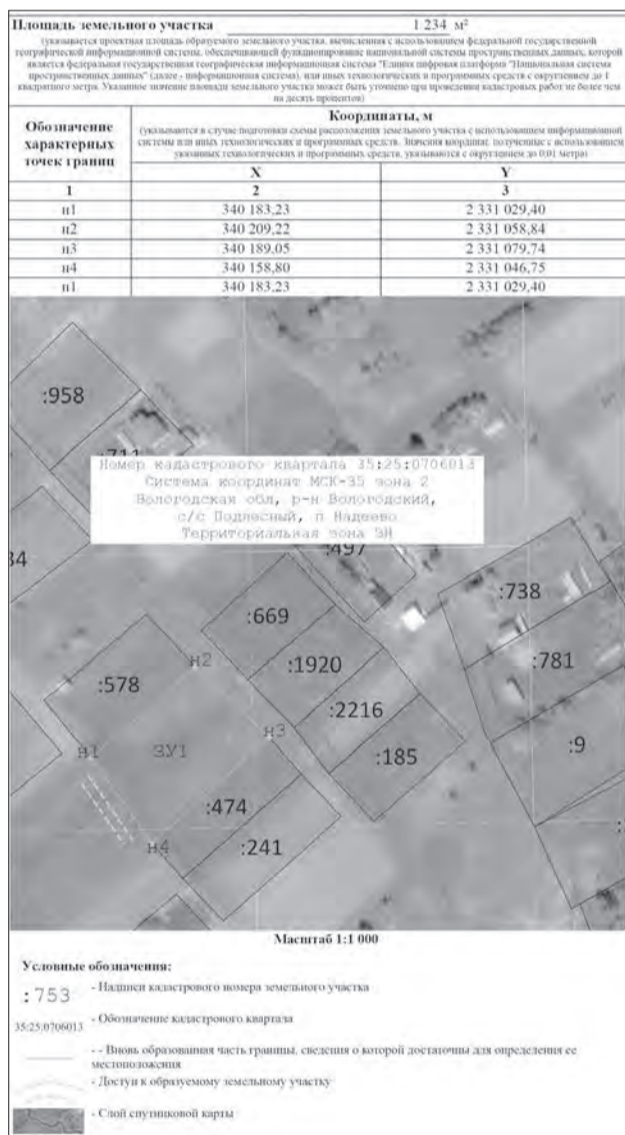 Площадь земельного участка 1 234 м²
(указывается проектная площадь образуемого земельного участка, вычисленная с использованием федеральной государственной
географической информационной системы, обеспечивающей функционирование национальной системы пространственных данных, которой
является федеральная государственная географическая информационная система "Единая цифровая платформа "Национальная система
пространственных данных" (далее - информационная система), или иных технологических и программных средств с округлением до 1
квадратного метра. Указанное значение площади земельного участка может быть уточнено при проведении кадастровых работ не более чем
на десять процентов)
Обозначение характерных точек границ
Координаты, м
(указываются в случае подготовки схемы расположения земельного участка с использованием информационной
системы или иных технологических и программных средств. Значения координат, полученные с использованием
указанных технологических и программных средств, указываются с округлением до 0,01 метра)
X Y
1 2 3
н1 340 183,23 2 331 029,40
н2 340 209,22 2 331 058,84
н3 340 189,05 2 331 079,74
н4 340 158,80 2 331 046,75
н1 340 183,23 2 331 029,40
:958
:711
Номер кадастрового квартала 35:25:0706013
Система координат МСК-35 зона 2
Вологодская обл, р-н Вологодский,
с/с Подлесный, п Надеево
Территориальная зона ЗН
:497
34
:738
:669
:781
н2
:1920
:578
:2216
н3
:9
н1
ЗУ1
:185
:474
н4
:241
Масштаб 1:1 000
Условные обозначения:
:753 - Надписи кадастрового номера земельного участка
35:25:0706013 - Обозначение кадастрового квартала
- - Вновь образованная часть границы, сведения о которой достаточны для определения ее
местоположения
- Доступ к образуемому земельному участку
- Слой спутниковой карты